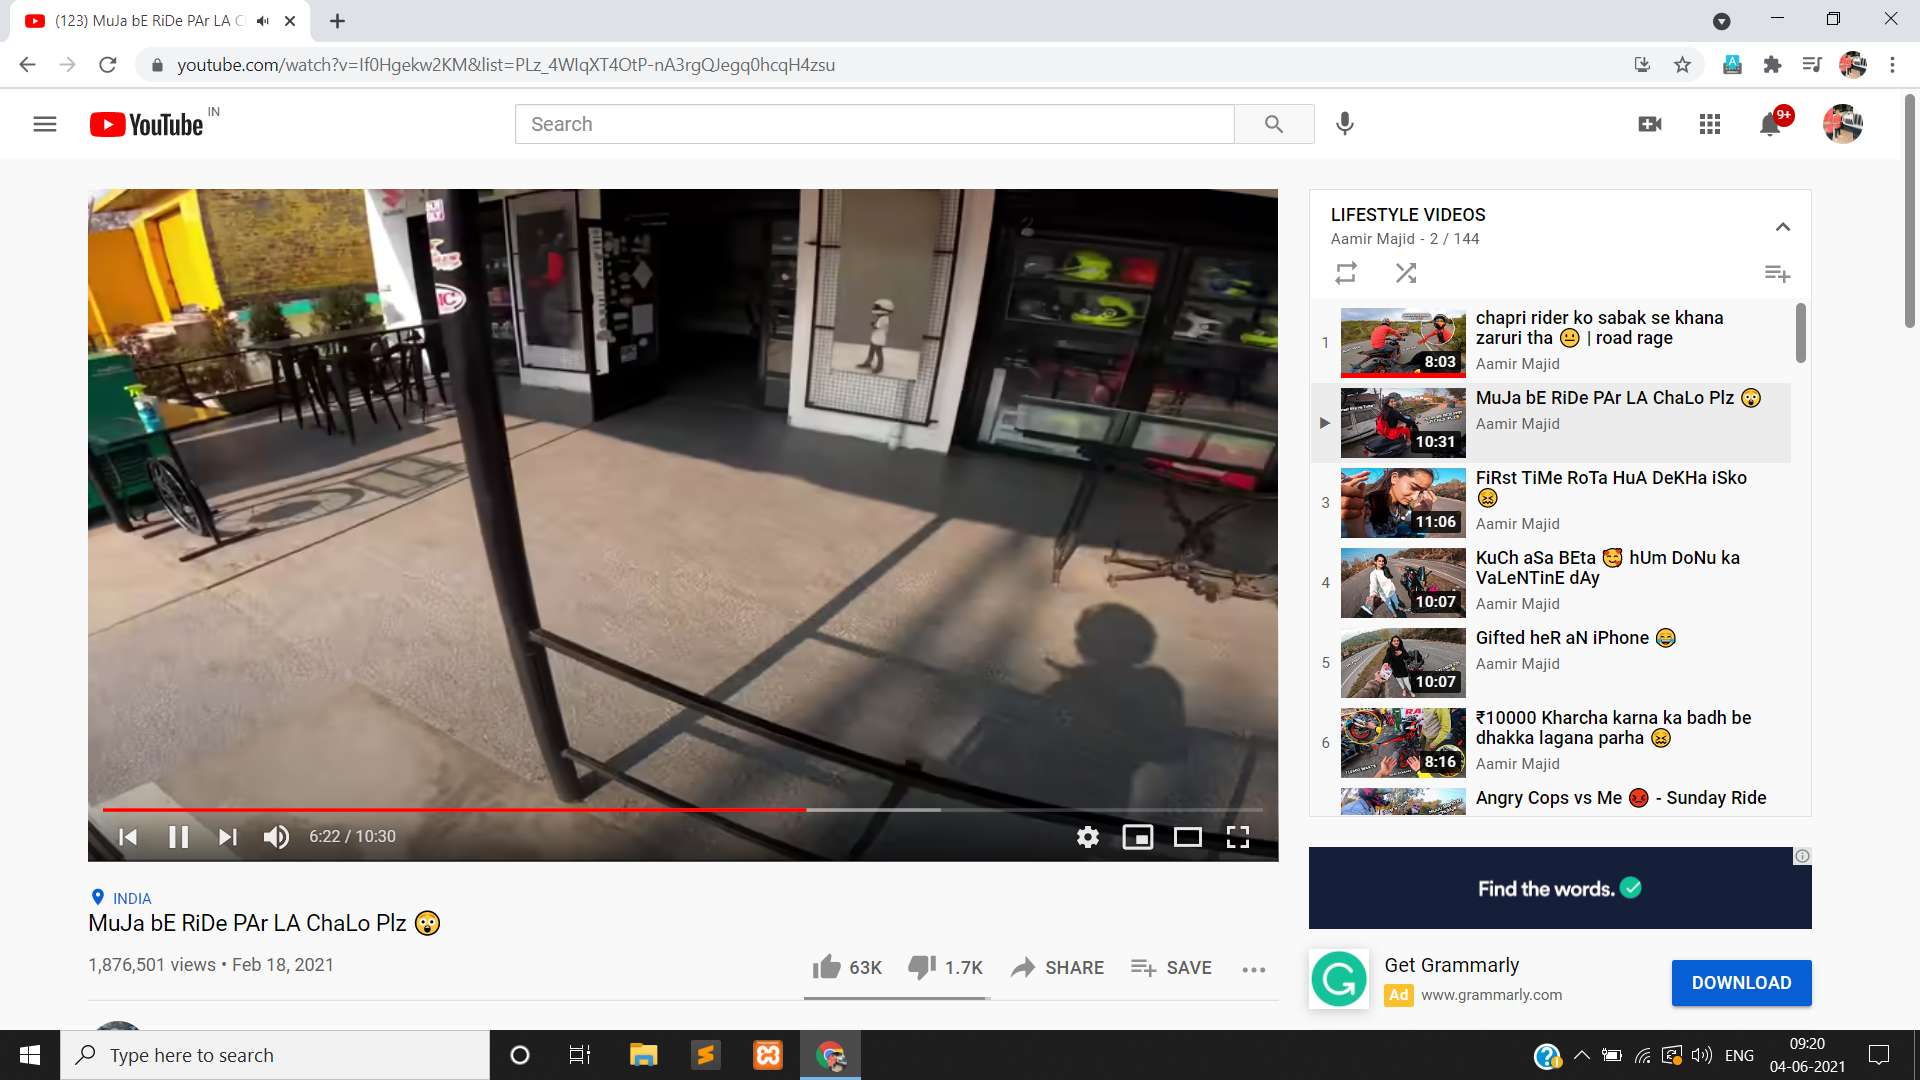 (123) MuJa bE RiDe PAr LA C
youtube.com/watch?v=If0Hgekw2KM&list=PLz_4WIqXT4OtP-nA3rgQJegq0hcqH4zsu
YouTube IN
Search
9+
LIFESTYLE VIDEOS
Aamir Majid - 2 / 144
1
8:03
chapri rider ko sabak se khana
zaruri tha 😐 | road rage
Aamir Majid
10:31
MuJa bE RiDe PAr LA ChaLo Plz 😲
Aamir Majid
3
11:06
FiRst TiMe RoTa HuA DeKHa iSko
😖
Aamir Majid
4
10:07
KuCh aSa BEta 🥰 hUm DoNu ka
VaLeNTinE dAy
Aamir Majid
5
10:07
Gifted heR aN iPhone 😂
Aamir Majid
6
8:16
₹10000 Kharcha karna ka badh be
dhakka lagana parha 😖
Aamir Majid
Angry Cops vs Me 😡 - Sunday Ride
6:22 / 10:30
INDIA
MuJa bE RiDe PAr LA ChaLo Plz 😲
1,876,501 views • Feb 18, 2021
63K
1.7K
SHARE
SAVE
Find the words.
Get Grammarly
Ad www.grammarly.com
DOWNLOAD
Type here to search
ENG
09:20
04-06-2021